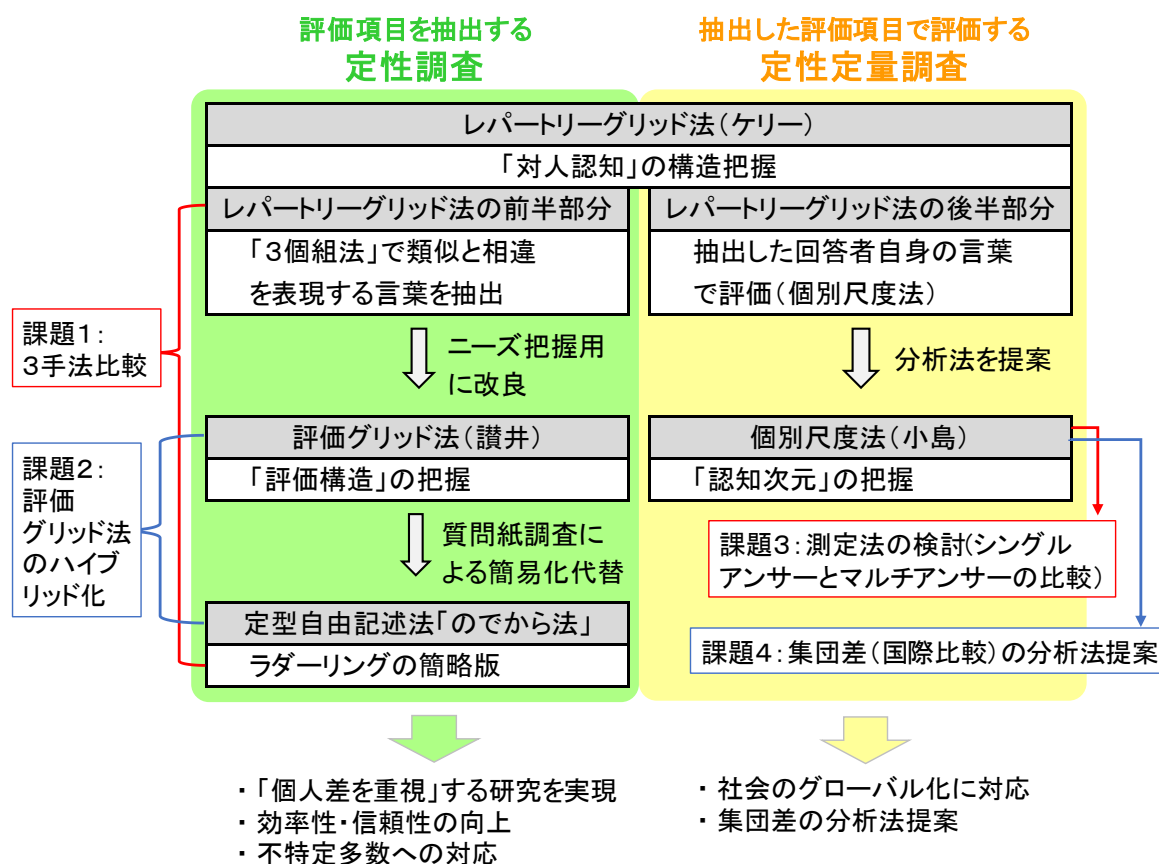 評価項目を抽出する
定性調査
抽出した評価項目で評価する
定性定量調査
レパートリーグリッド法(ケリー)
「対人認知」の構造把握
レパートリーグリッド法の前半部分
「3個組法」で類似と相違
を表現する言葉を抽出
レパートリーグリッド法の後半部分
抽出した回答者自身の言葉
で評価(個別尺度法)
課題1:
3手法比較
ニーズ把握用
に改良
分析法を提案
評価グリッド法(讃井)
「評価構造」の把握
個別尺度法(小島)
「認知次元」の把握
課題2:
評価
グリッド法
のハイブ
リッド化
質問紙調査に
よる簡易化代替
課題3:測定法の検討(シングル
アンサーとマルチアンサーの比較)
定型自由記述法「のでから法」
ラダーリングの簡略版
課題4:集団差(国際比較)の分析法提案
・「個人差を重視」する研究を実現
・効率性・信頼性の向上
・不特定多数への対応
・社会のグローバル化に対応
・集団差の分析法提案